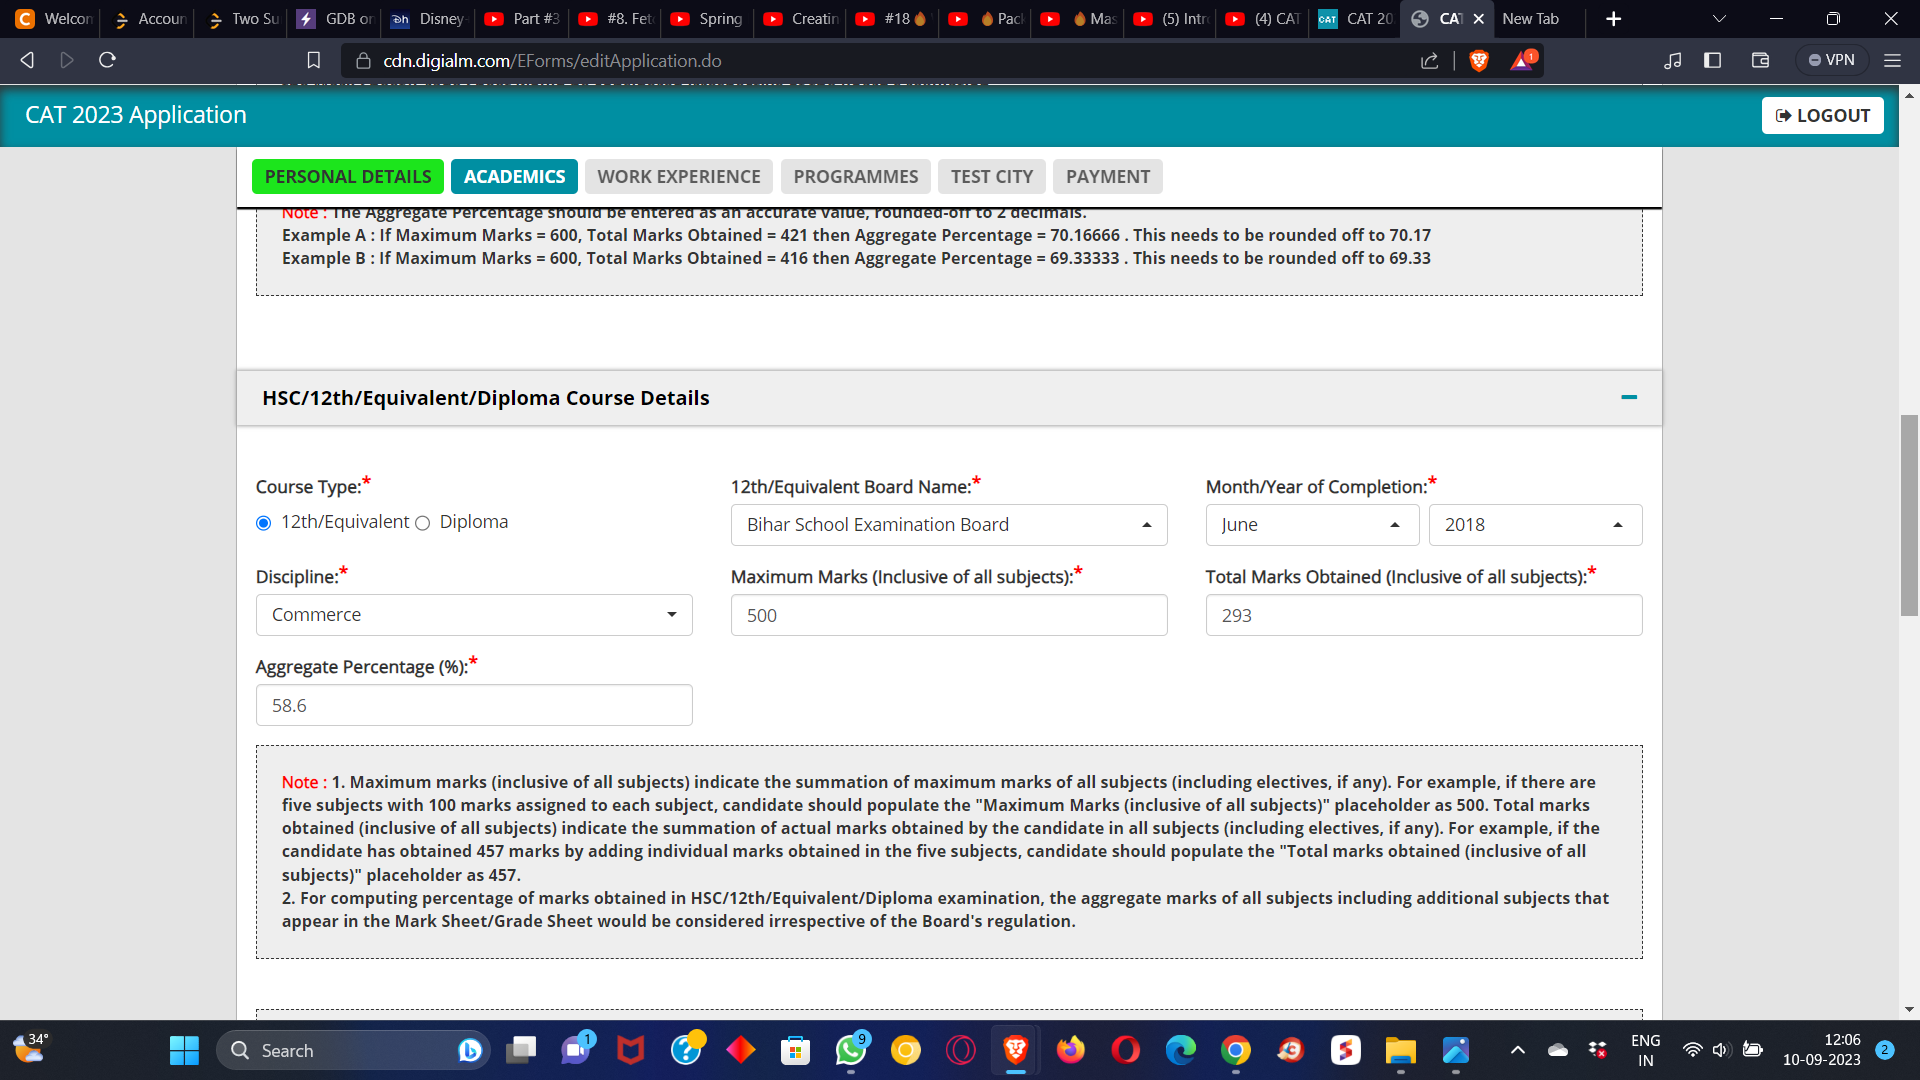 Welcon
Accoun
Two Su
GDB on
Disney
Part #3
#8. Fet
Spring
Creatin
#18
Pack
Mas
(5) Intr
(4) CAT
CAT 20
CAT
New Tab
cdn.digialm.com/EForms/editApplication.do
1
VPN
CAT 2023 Application
LOGOUT
PERSONAL DETAILS
ACADEMICS
WORK EXPERIENCE
PROGRAMMES
TEST CITY
PAYMENT
Note : The Aggregate Percentage should be entered as an accurate value, rounded-off to 2 decimals.
Example A : If Maximum Marks = 600, Total Marks Obtained = 421 then Aggregate Percentage = 70.16666 . This needs to be rounded off to 70.17
Example B : If Maximum Marks = 600, Total Marks Obtained = 416 then Aggregate Percentage = 69.33333 . This needs to be rounded off to 69.33
HSC/12th/Equivalent/Diploma Course Details
Course Type:*
12th/Equivalent Board Name:*
Month/Year of Completion:*
12th/Equivalent
Diploma
Bihar School Examination Board
June
2018
Discipline:*
Maximum Marks (Inclusive of all subjects):*
Total Marks Obtained (Inclusive of all subjects):*
Commerce
500
293
Aggregate Percentage (%):*
58.6
Note : 1. Maximum marks (inclusive of all subjects) indicate the summation of maximum marks of all subjects (including electives, if any). For example, if there are
five subjects with 100 marks assigned to each subject, candidate should populate the "Maximum Marks (inclusive of all subjects)" placeholder as 500. Total marks
obtained (inclusive of all subjects) indicate the summation of actual marks obtained by the candidate in all subjects (including electives, if any). For example, if the
candidate has obtained 457 marks by adding individual marks obtained in the five subjects, candidate should populate the "Total marks obtained (inclusive of all
subjects)" placeholder as 457.
2. For computing percentage of marks obtained in HSC/12th/Equivalent/Diploma examination, the aggregate marks of all subjects including additional subjects that
appear in the Mark Sheet/Grade Sheet would be considered irrespective of the Board's regulation.
34°
Search
1
9
ENG
IN
12:06
10-09-2023
2